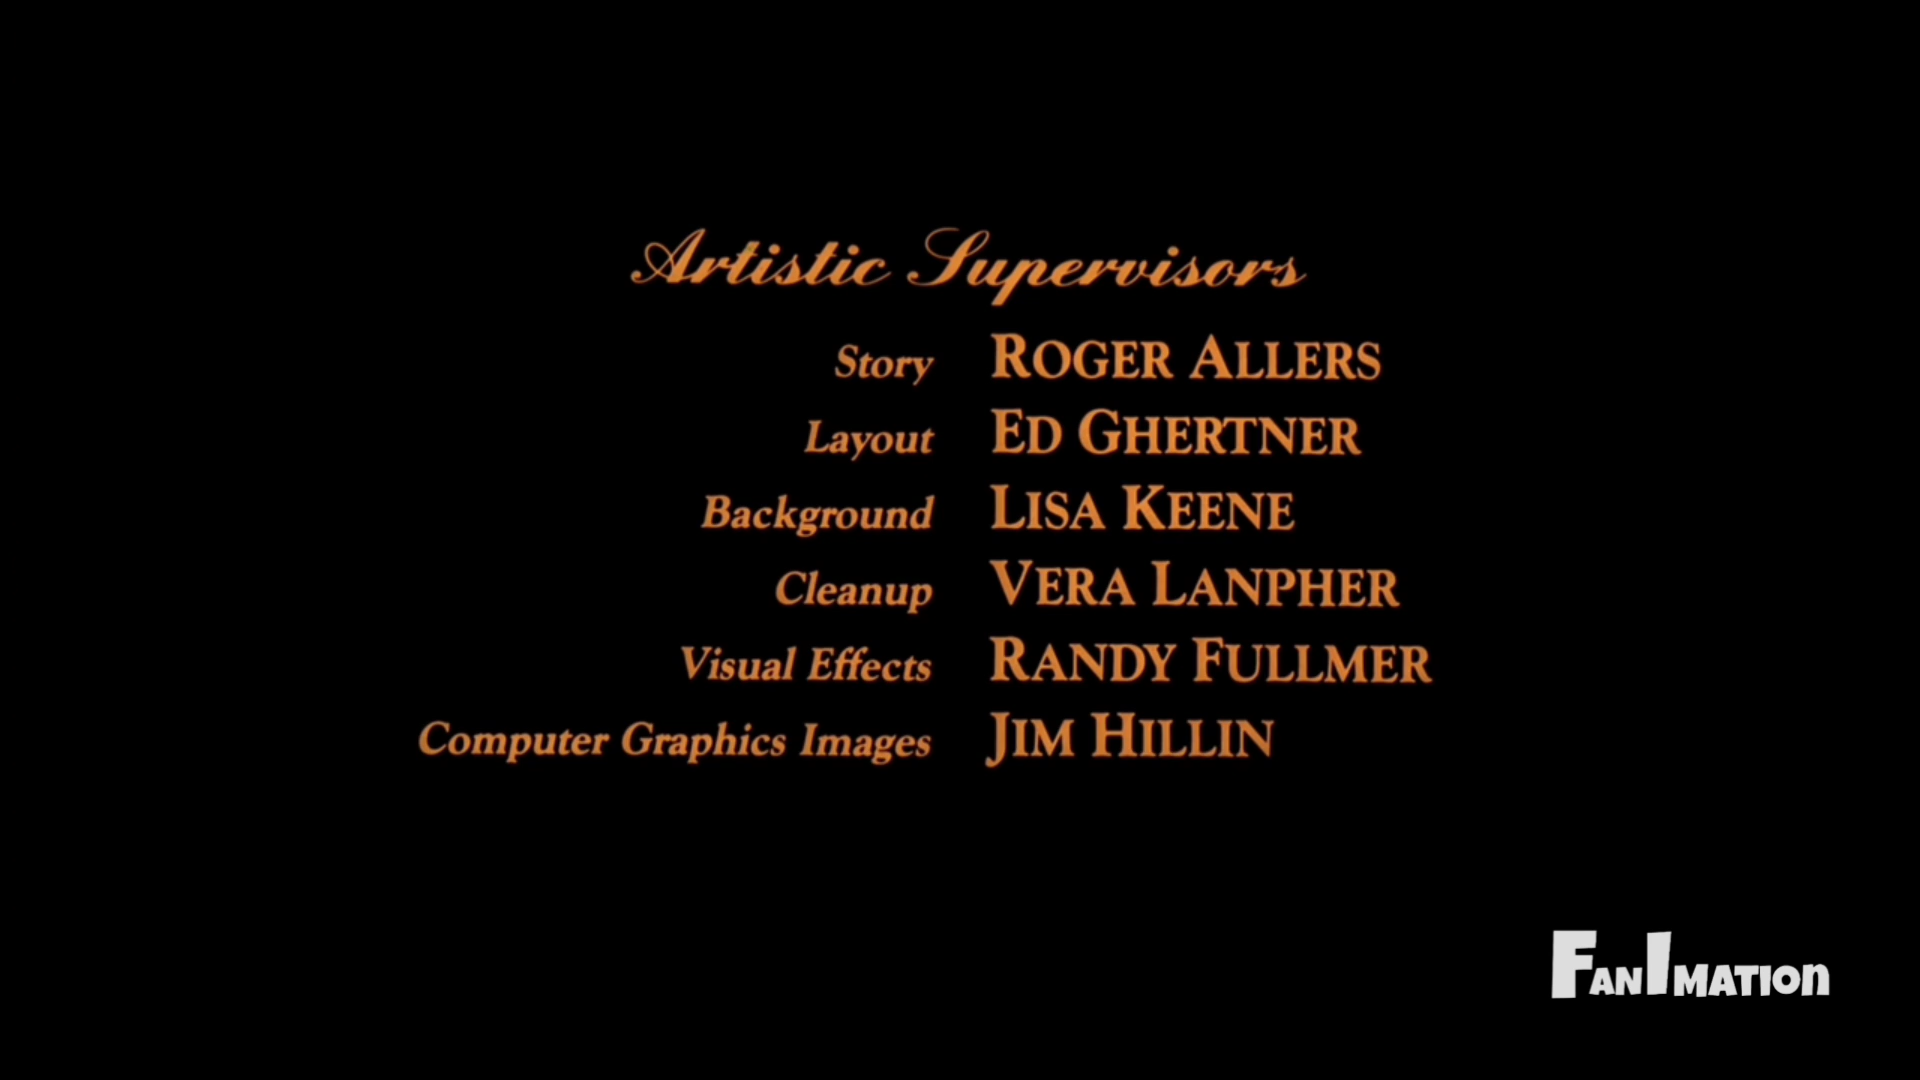 Artistic Supervisors
Story ROGER ALLERS
Layout ED GHERTNER
Background LISA KEENE
Cleanup VERA LANPHER
Visual Effects RANDY FULLMER
Computer Graphics Images JIM HILLIN
FANIMATION